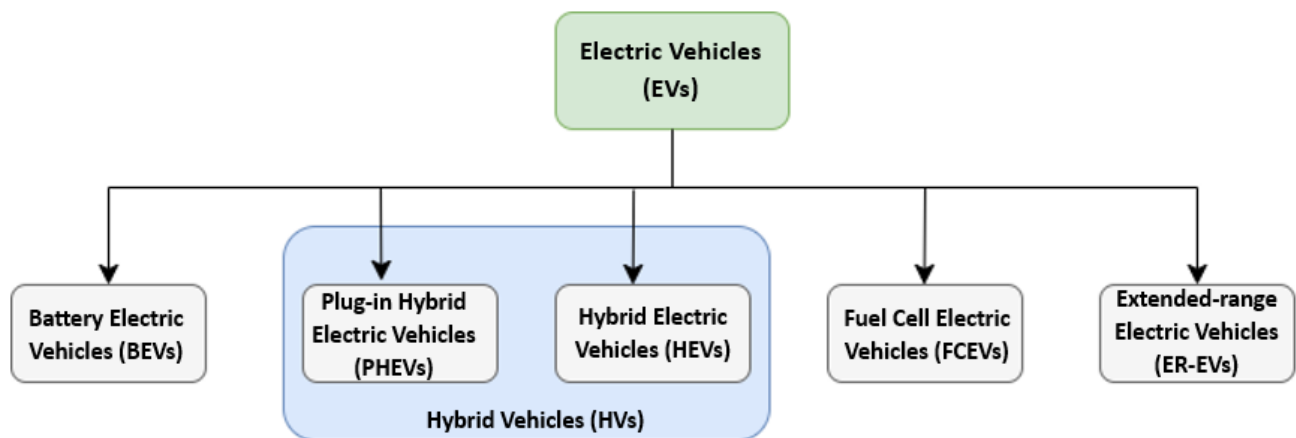 Electric Vehicles
(EVs)
Battery Electric
Vehicles (BEVs)
Plug-in Hybrid
Electric Vehicles
(PHEVs)
Hybrid Electric
Vehicles (HEVs)
Fuel Cell Electric
Vehicles (FCEVs)
Extended-range
Electric Vehicles
(ER-EVs)
Hybrid Vehicles (HVs)